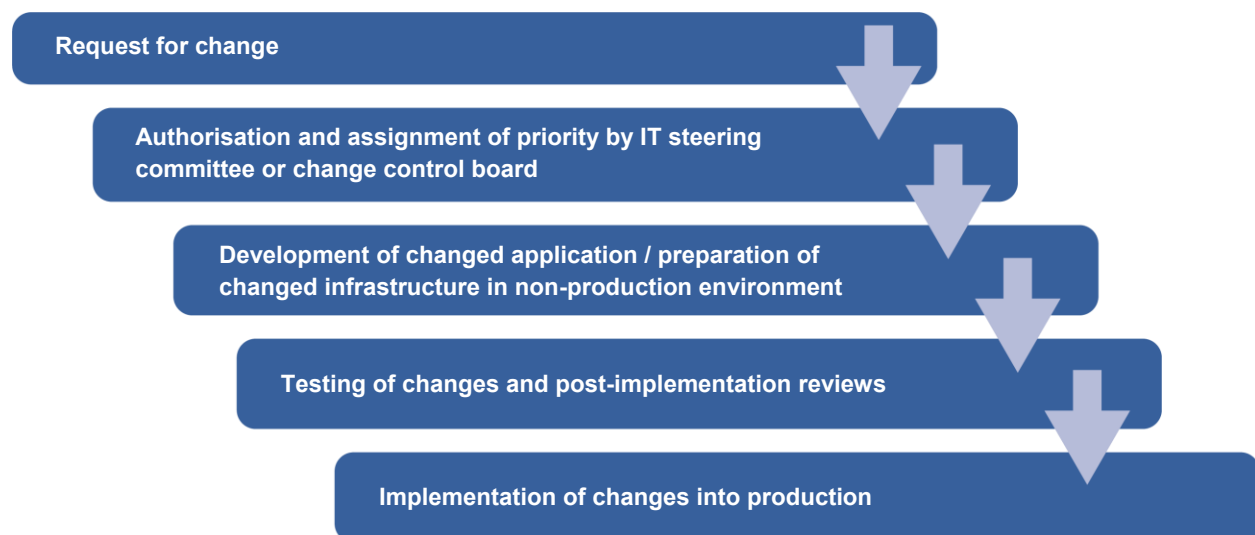 Request for change
Authorisation and assignment of priority by IT steering
committee or change control board
Development of changed application / preparation of
changed infrastructure in non-production environment
Testing of changes and post-implementation reviews
Implementation of changes into production